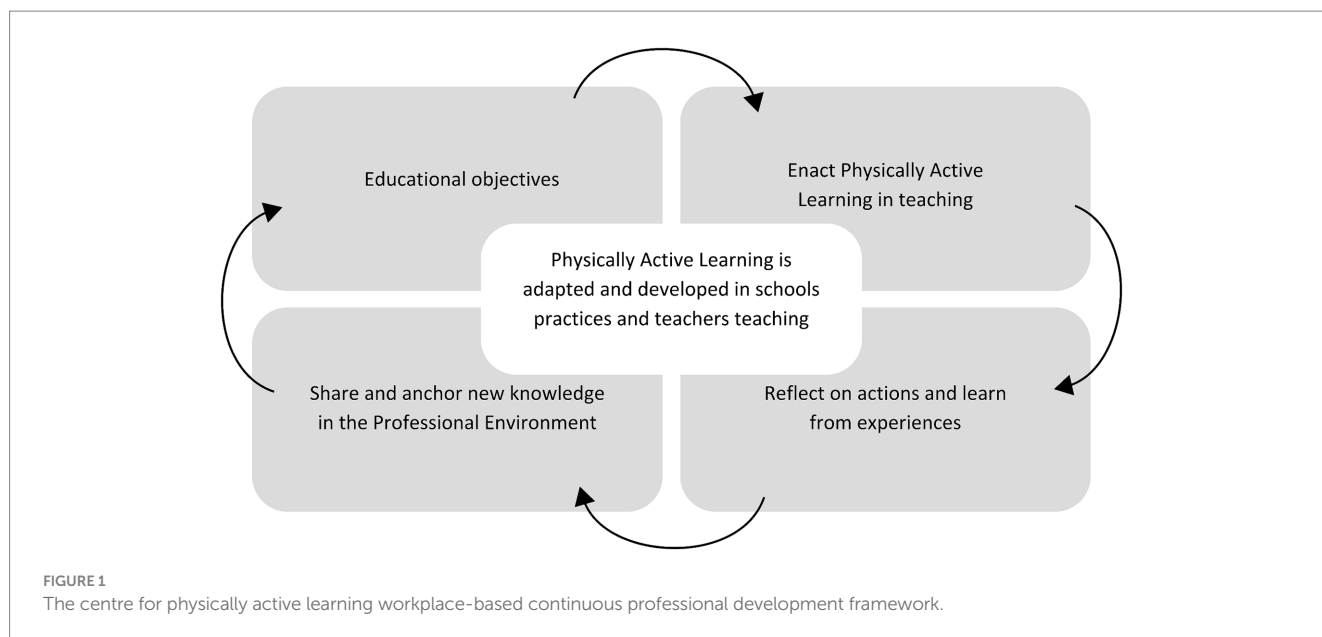 Educational objectives
Enact Physically Active
Learning in teaching
Physically Active Learning is
adapted and developed in schools
practices and teachers teaching
Share and anchor new knowledge
in the Professional Environment
Reflect on actions and learn
from experiences
FIGURE 1
The centre for physically active learning workplace-based continuous professional development framework.